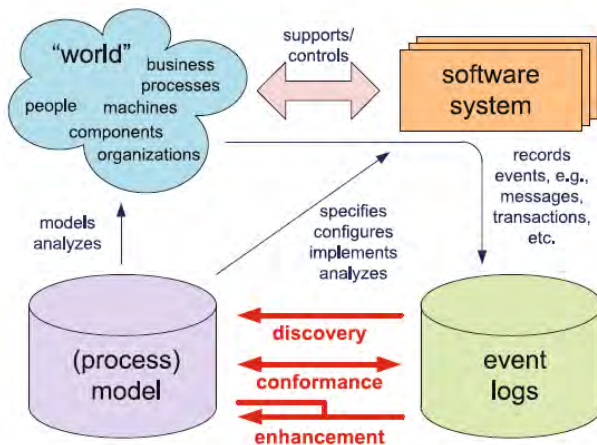 “world”
business
processes
people
machines
components
organizations
supports/
controls
software
system
records
events, e.g.,
messages,
transactions,
etc.
models
analyzes
specifies
configures
implements
analyzes
(process)
model
discovery
conformance
enhancement
event
logs